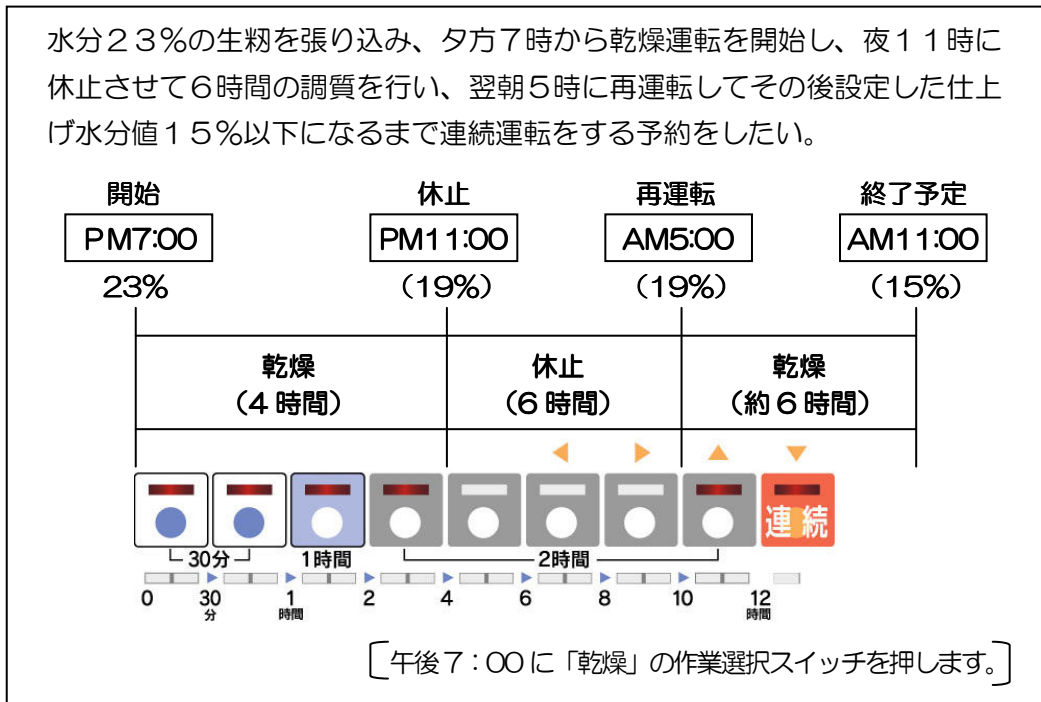 水分２３％の生籾を張り込み、夕方７時から乾燥運転を開始し、夜１１時に
休止させて６時間の調質を行い、翌朝５時に再運転してその後設定した仕上
げ水分値１５％以下になるまで連続運転をする予約をしたい。
開始 休止 再運転 終了予定
PM7:00 PM11:00 AM5:00 AM11:00
23% （19%） （19%） （15%）
乾燥 休止 乾燥
（4 時間） （6 時間） （約 6 時間）
連続
30分 1時間 2時間
0 30分 1時間 2 4 6 8 10 12時間
［午後７：00 に「乾燥」の作業選択スイッチを押します。］